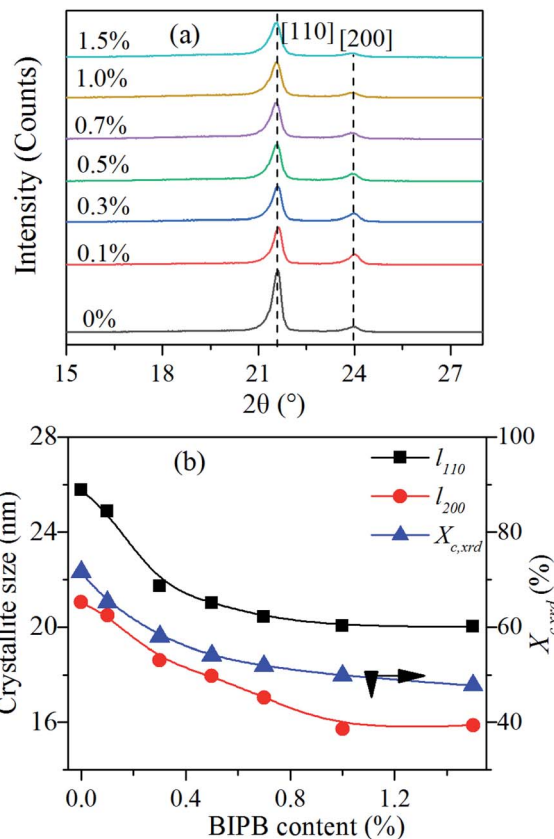 (a)
[110]
[200]
1.5%
1.0%
0.7%
0.5%
0.3%
0.1%
0%
Intensity (Counts)
15 18 21 24 27
2θ (°)
(b)
l110
l200
Xc,xrd
28
24
20
16
Crystallite size (nm)
100
80
60
40
Xc,xrd (%)
0.0 0.4 0.8 1.2
BIPB content (%)